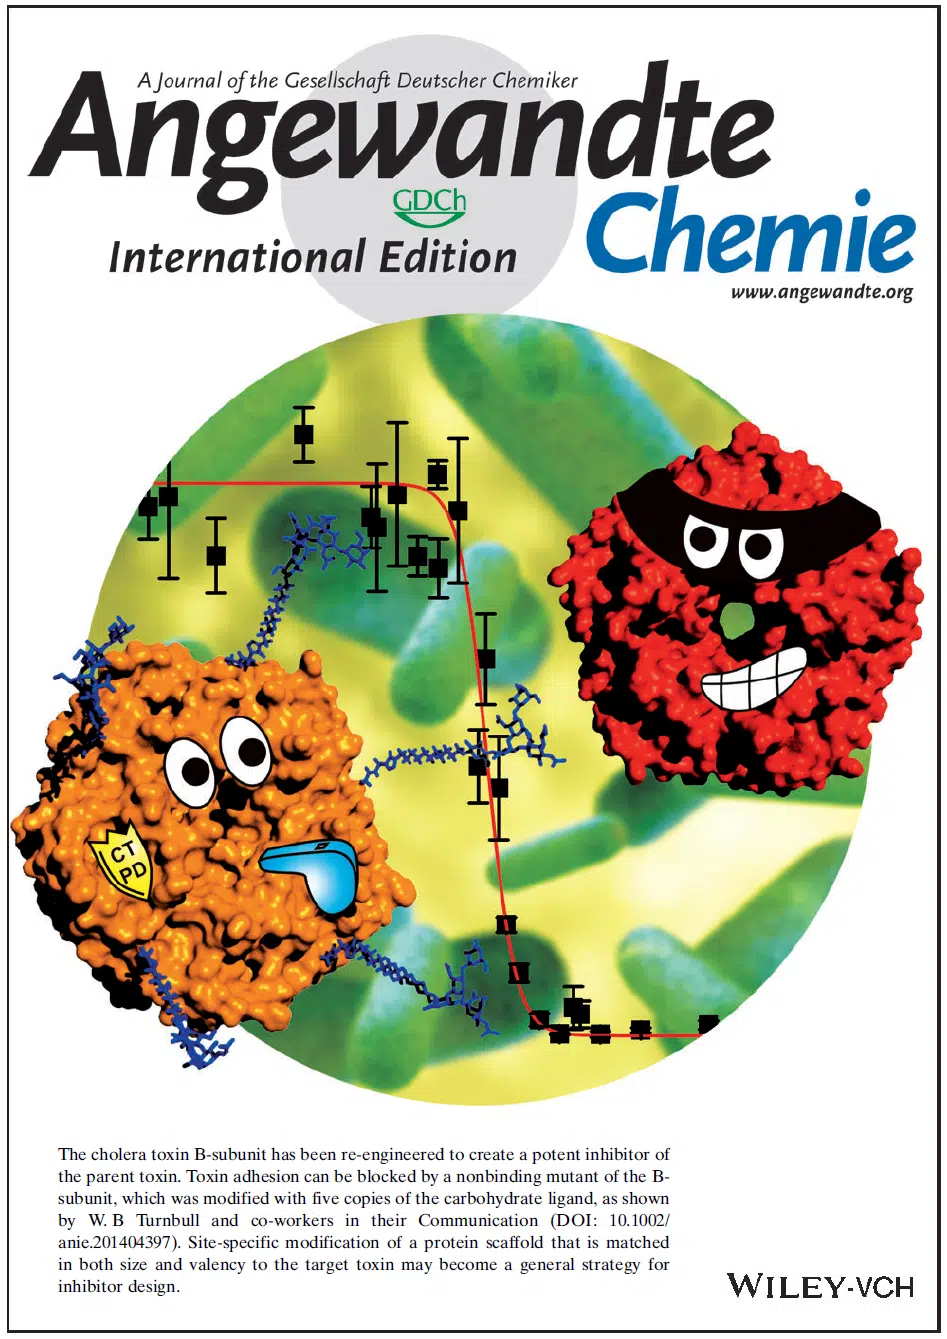 A Journal of the Gesellschaft Deutscher Chemiker
Angewandte
GDCh
Chemie
International Edition
www.angewandte.org
CT
PD
The cholera toxin B-subunit has been re-engineered to create a potent inhibitor of
the parent toxin. Toxin adhesion can be blocked by a nonbinding mutant of the B-
subunit, which was modified with five copies of the carbohydrate ligand, as shown
by W. B Turnbull and co-workers in their Communication (DOI: 10.1002/
anie.201404397). Site-specific modification of a protein scaffold that is matched
in both size and valency to the target toxin may become a general strategy for
inhibitor design.
WILEY-VCH